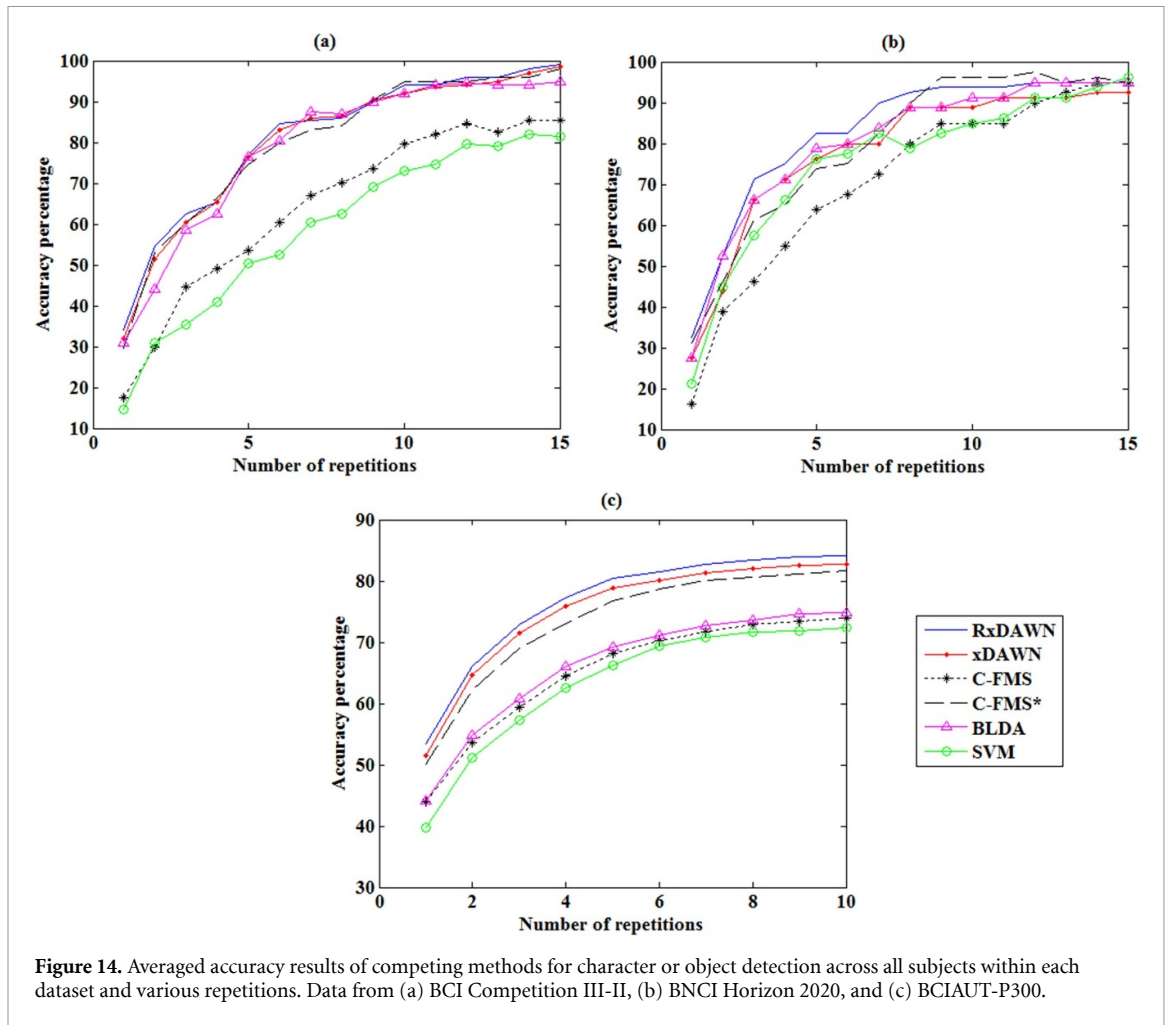 (a)
100
90
80
70
60
50
40
30
20
10
0
5
10
15
Accuracy percentage
Number of repetitions
(b)
100
90
80
70
60
50
40
30
20
10
0
5
10
15
Accuracy percentage
Number of repetitions
(c)
90
80
70
60
50
40
30
0
2
4
6
8
10
Accuracy percentage
Number of repetitions
RxDAWN
xDAWN
C-FMS
C-FMS*
BLDA
SVM
Figure 14. Averaged accuracy results of competing methods for character or object detection across all subjects within each
dataset and various repetitions. Data from (a) BCI Competition III-II, (b) BNCI Horizon 2020, and (c) BCIAUT-P300.